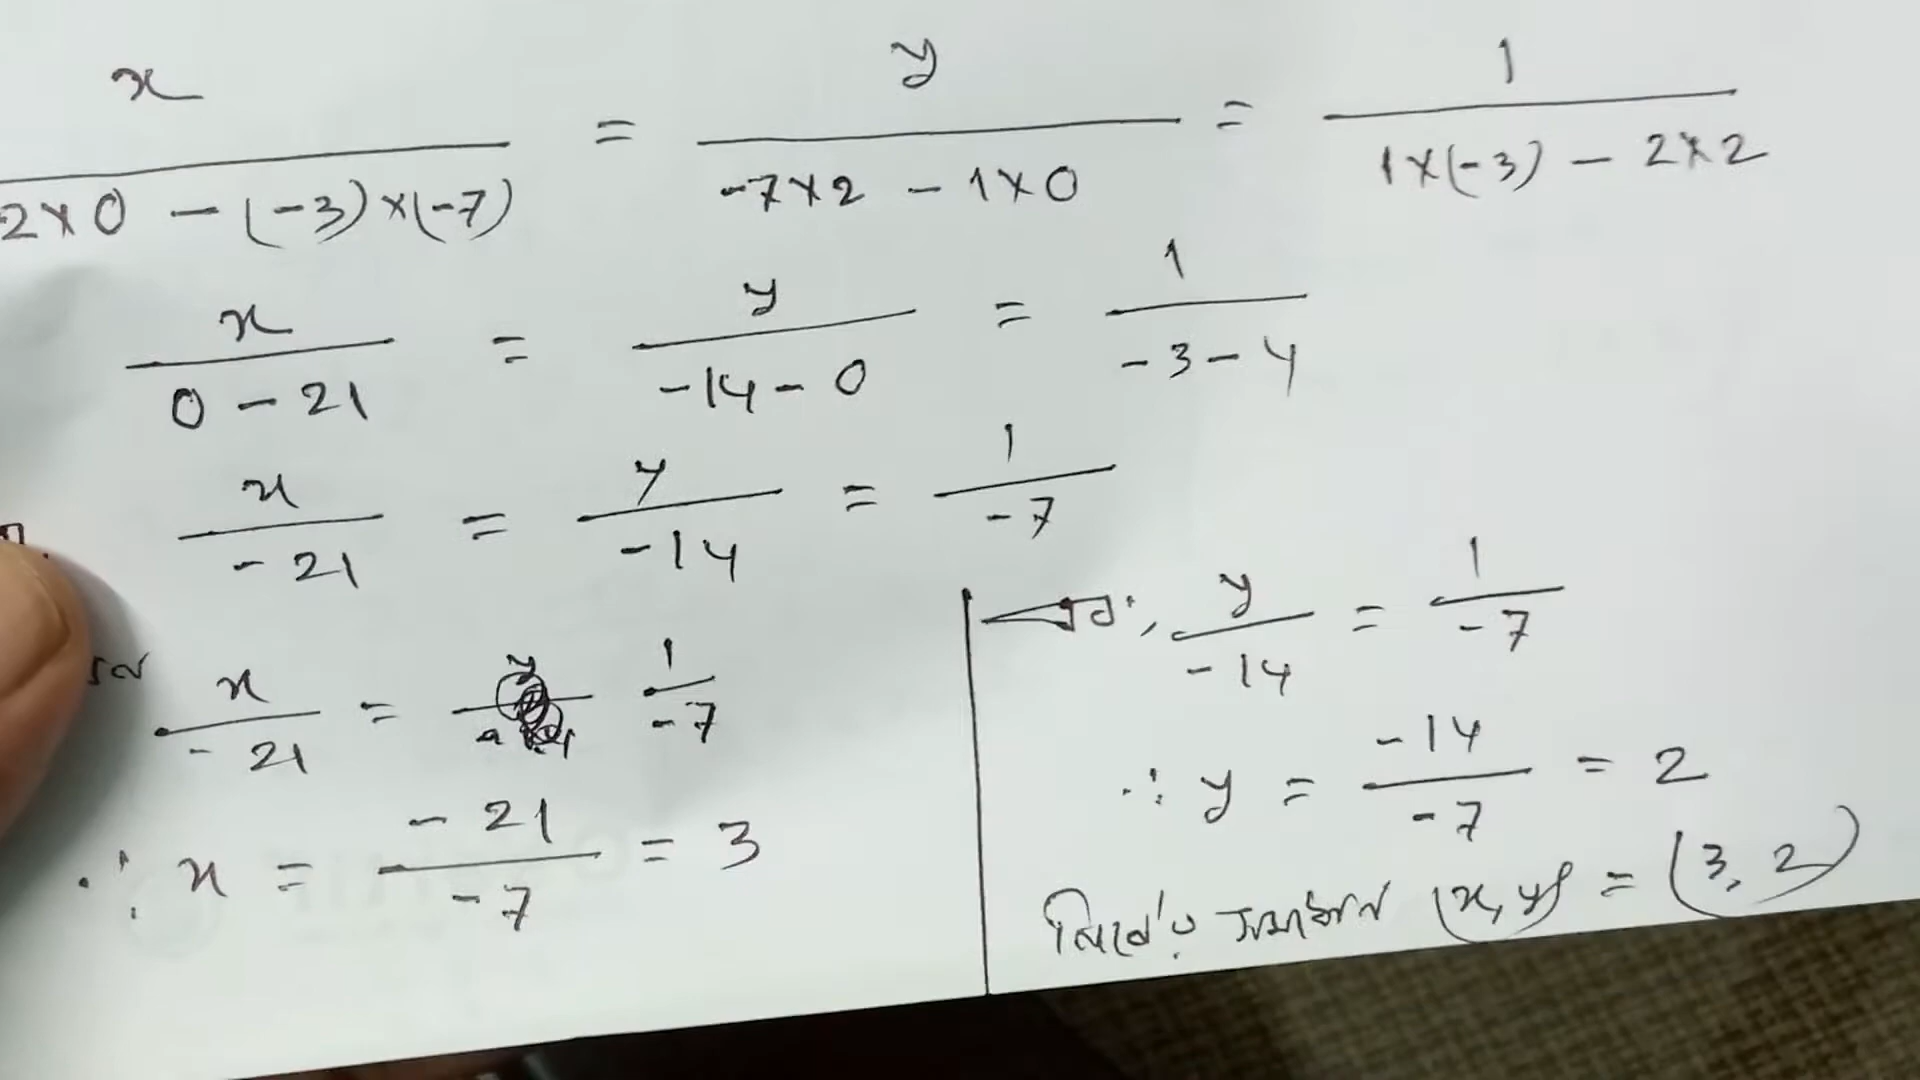 x / (2×0 - (-3)×(-7)) = y / (-7×2 - 1×0) = 1 / (1×(-3) - 2×2)
x / (0 - 21) = y / (-14 - 0) = 1 / (-3 - 4)
x / -21 = y / -14 = 1 / -7
x / -21 = 1 / -7
∴ x = -21 / -7 = 3
y / -14 = 1 / -7
∴ y = -14 / -7 = 2
নির্ণেয় সমাধান (x, y) = (3, 2)